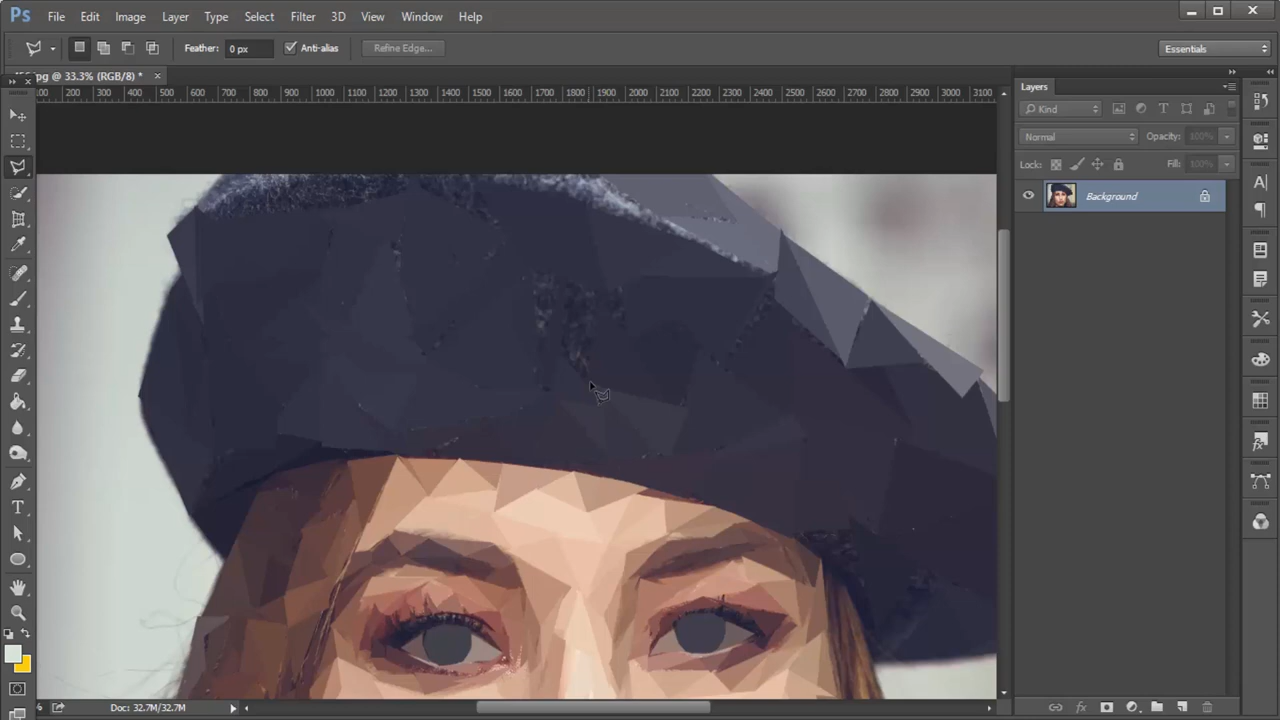 Ps File Edit Image Layer Type Select Filter 3D View Window Help
Feather: 0 px Anti-alias Refine Edge... Essentials
.jpg @ 33.3% (RGB/8) * ×
100 200 300 400 500 600 700 800 900 1000 1100 1200 1300 1400 1500 1600 1700 1800 1900 2000 2100 2200 2300 2400 2500 2600 2700 2800 2900 3000 3100
Layers
Kind
Normal Opacity: 100%
Lock: Fill: 100%
Background
% Doc: 32.7M/32.7M